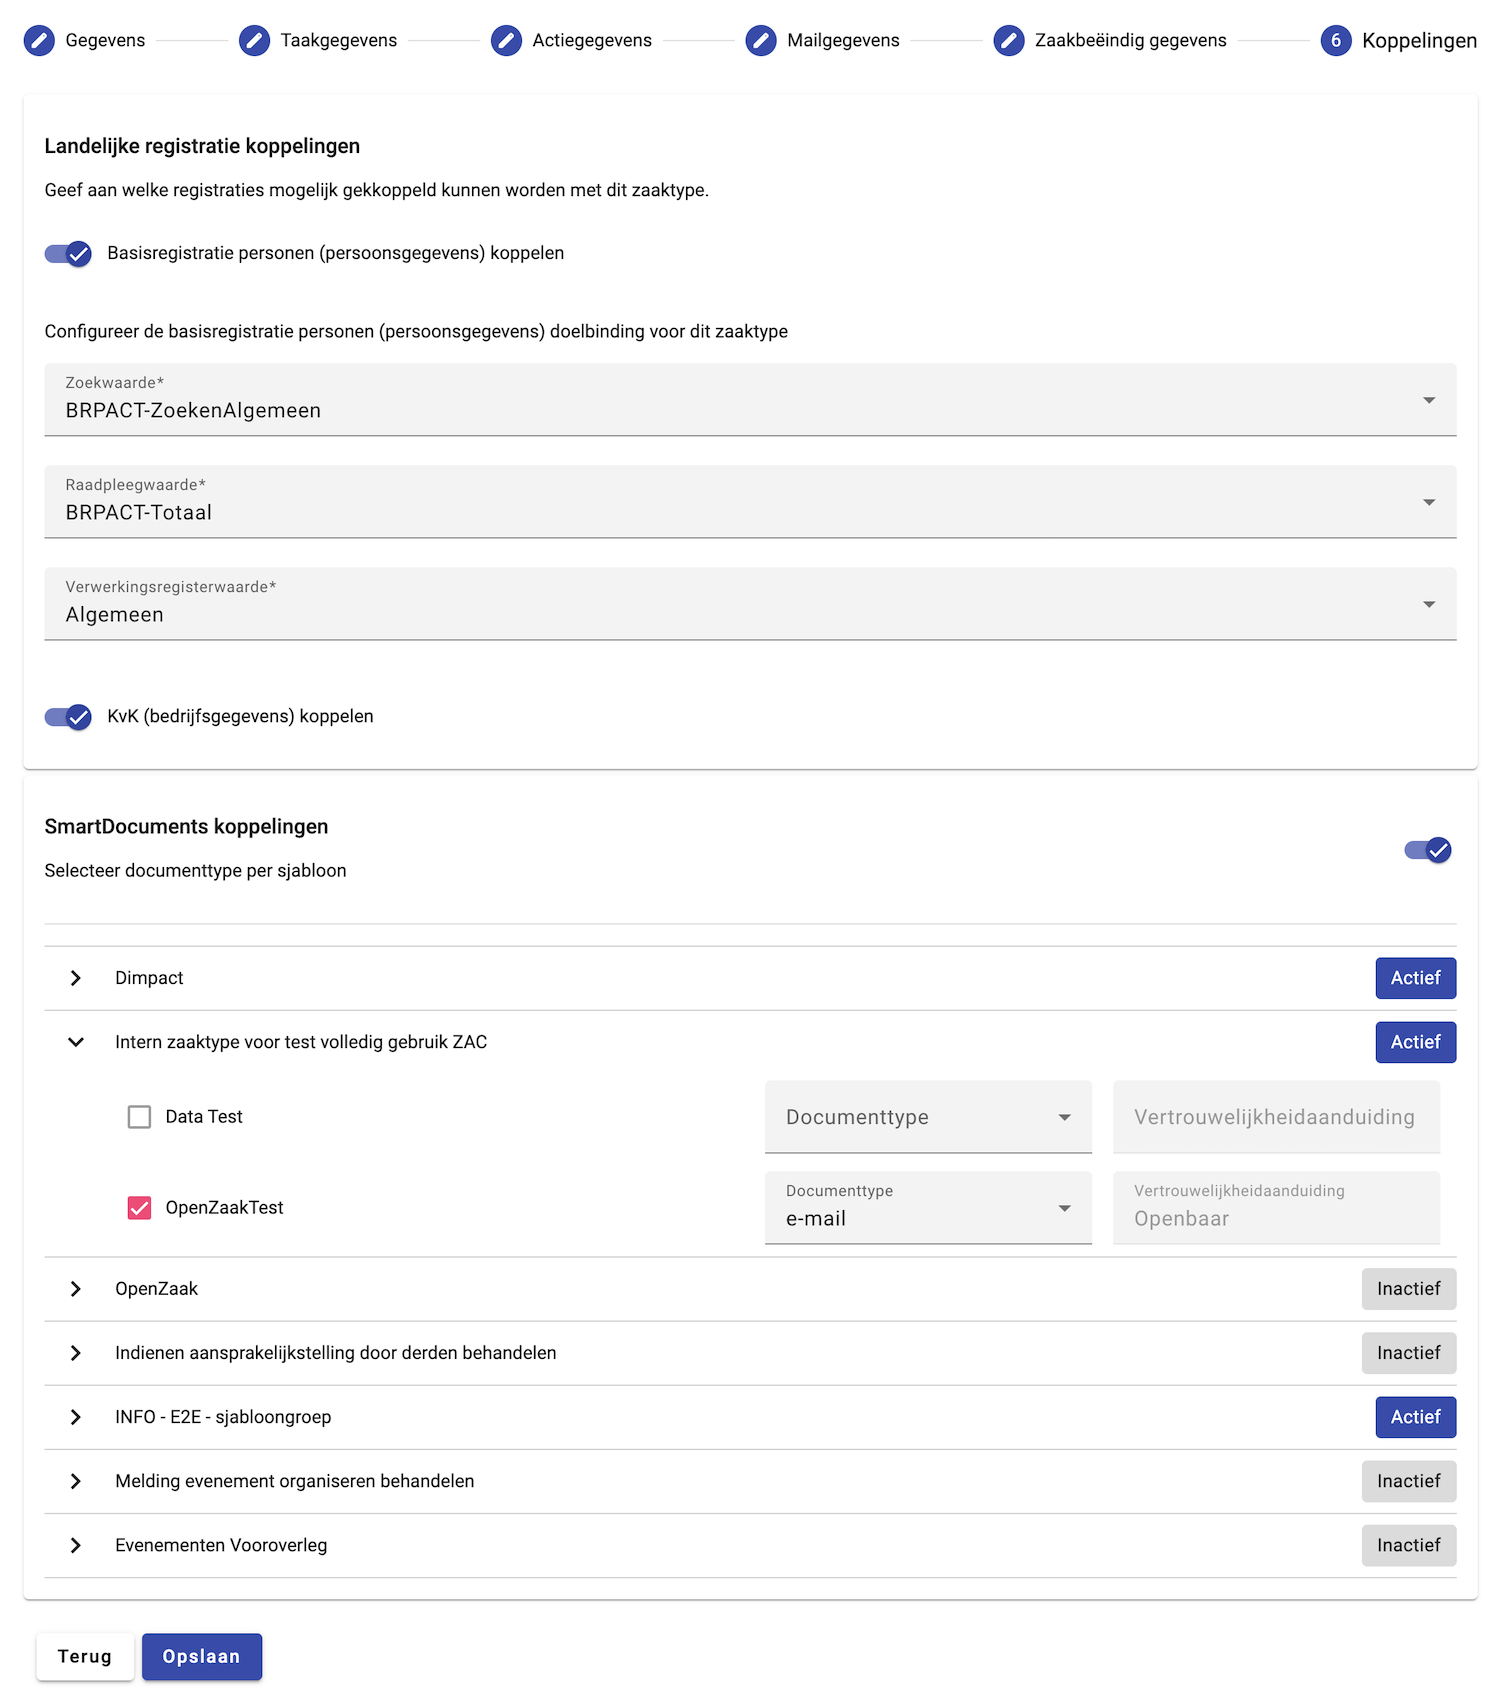 Gegevens
Taakgegevens
Actiegegevens
Mailgegevens
Zaakbeëindig gegevens
6 Koppelingen
Landelijke registratie koppelingen
Geef aan welke registraties mogelijk gekkoppeld kunnen worden met dit zaaktype.
Basisregistratie personen (persoonsgegevens) koppelen
Configureer de basisregistratie personen (persoonsgegevens) doelbinding voor dit zaaktype
Zoekwaarde*
BRPACT-ZoekenAlgemeen
Raadpleegwaarde*
BRPACT-Totaal
Verwerkingsregisterwaarde*
Algemeen
KvK (bedrijfsgegevens) koppelen
SmartDocuments koppelingen
Selecteer documenttype per sjabloon
Dimpact
Actief
Intern zaaktype voor test volledig gebruik ZAC
Actief
Data Test
Documenttype
Vertrouwelijkheidaanduiding
OpenZaakTest
Documenttype
e-mail
Vertrouwelijkheidaanduiding
Openbaar
OpenZaak
Inactief
Indienen aansprakelijkstelling door derden behandelen
Inactief
INFO - E2E - sjabloongroep
Actief
Melding evenement organiseren behandelen
Inactief
Evenementen Vooroverleg
Inactief
Terug
Opslaan